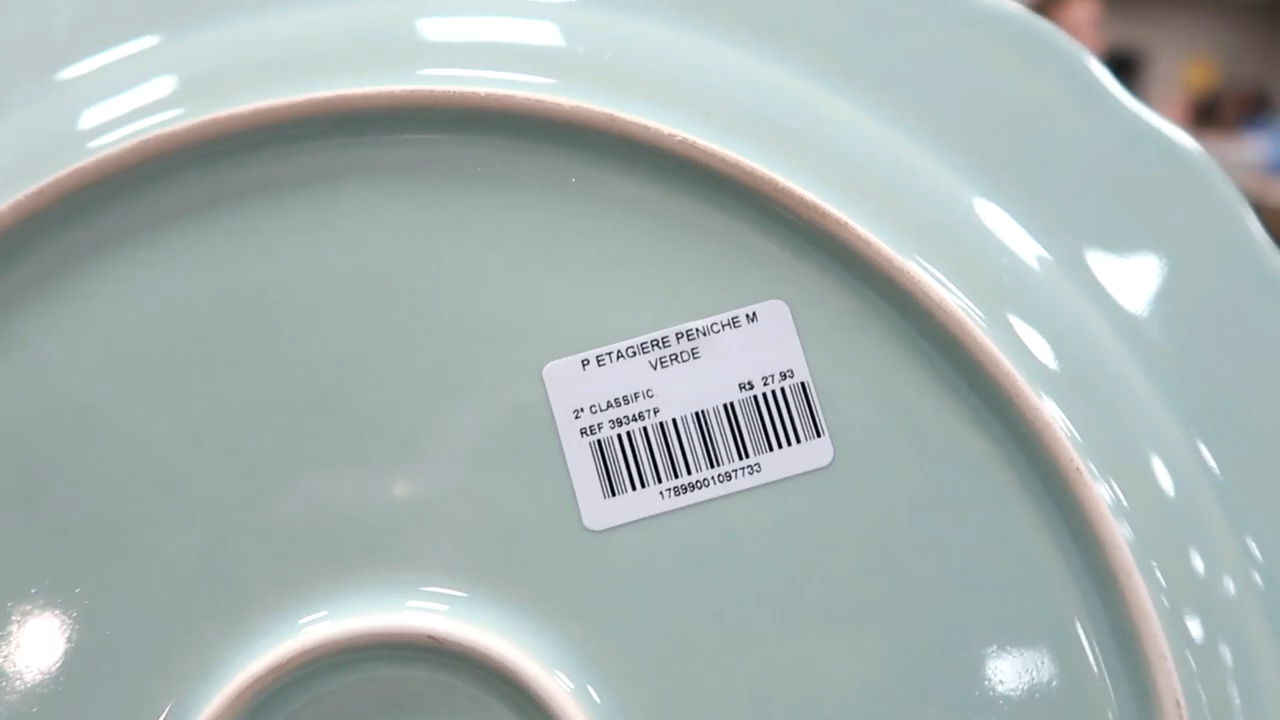 P ETAGIERE PENICHE M
VERDE
2ª CLASSIFIC.
R$ 27,93
REF 393467P
17899001097733